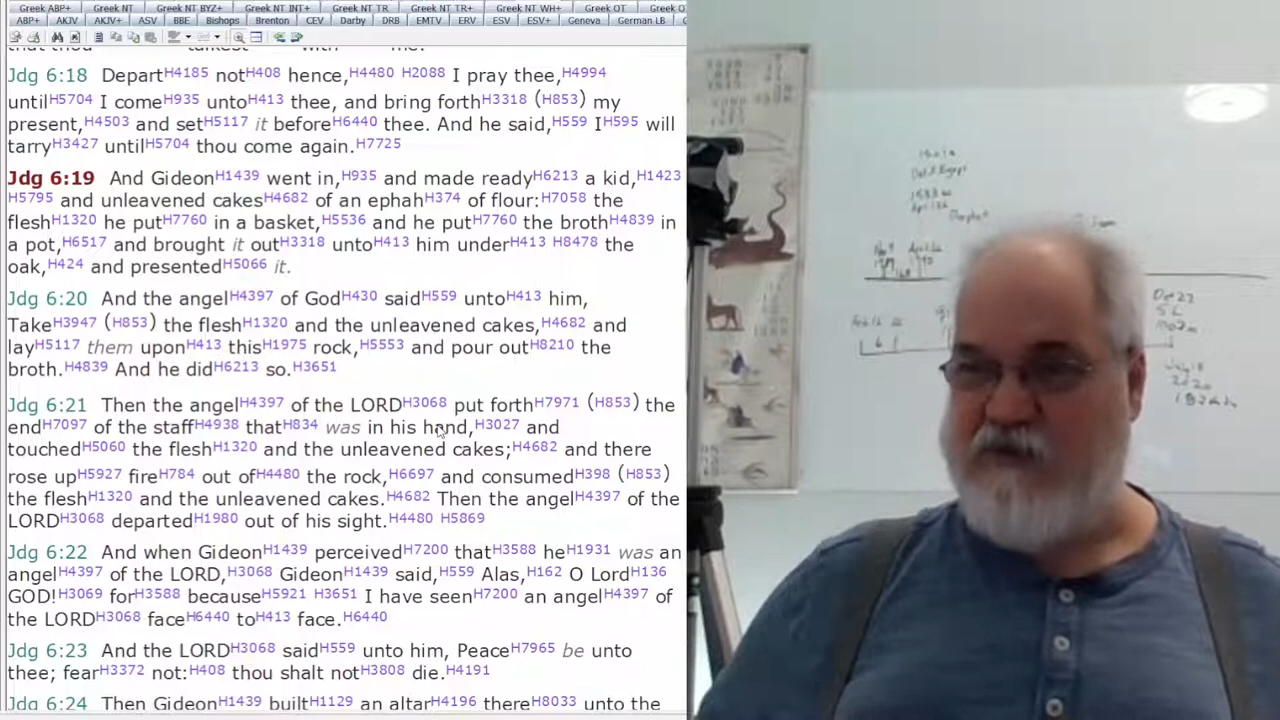 Greek ABP+ Greek NT Greek NT BYZ+ Greek NT INT+ Greek NT TR Greek NT TR+ Greek NT WH+ Greek OT Greek O
ABP+ AKJV AKJV+ ASV BBE Bishops Brenton CEV Darby DRB EMTV ERV ESV ESV+ Geneva German LB G
that thou talkest with me.
Jdg 6:18 DepartH4185 notH408 hence,H4480 H2088 I pray thee,H4994
untilH5704 I comeH935 untoH413 thee, and bring forthH3318 (H853) my
present,H4503 and setH5117 it beforeH6440 thee. And he said,H559 IH595 will
tarryH3427 untilH5704 thou come again.H7725
Jdg 6:19 And GideonH1439 went in,H935 and made readyH6213 a kid,H1423
H5795 and unleavened cakesH4682 of an ephahH374 of flour:H7058 the
fleshH1320 he putH7760 in a basket,H5536 and he putH7760 the brothH4839 in
a pot,H6517 and brought it outH3318 untoH413 him underH413 H8478 the
oak,H424 and presentedH5066 it.
Jdg 6:20 And the angelH4397 of GodH430 saidH559 untoH413 him,
TakeH3947 (H853) the fleshH1320 and the unleavened cakes,H4682 and
layH5117 them uponH413 thisH1975 rock,H5553 and pour outH8210 the
broth.H4839 And he didH6213 so.H3651
Jdg 6:21 Then the angelH4397 of the LORDH3068 put forthH7971 (H853) the
endH7097 of the staffH4938 thatH834 was in his hand,H3027 and
touchedH5060 the fleshH1320 and the unleavened cakes;H4682 and there
rose upH5927 fireH784 out ofH4480 the rock,H6697 and consumedH398 (H853)
the fleshH1320 and the unleavened cakes.H4682 Then the angelH4397 of the
LORDH3068 departedH1980 out of his sight.H4480 H5869
Jdg 6:22 And when GideonH1439 perceivedH7200 thatH3588 heH1931 was an
angelH4397 of the LORD,H3068 GideonH1439 said,H559 Alas,H162 O LordH136
GOD!H3069 forH3588 becauseH5921 H3651 I have seenH7200 an angelH4397 of
the LORDH3068 faceH6440 toH413 face.H6440
Jdg 6:23 And the LORDH3068 saidH559 unto him, PeaceH7965 be unto
thee; fearH3372 not:H408 thou shalt notH3808 die.H4191
Jdg 6:24 Then GideonH1439 builtH1129 an altarH4196 thereH8033 unto the
Oct 22